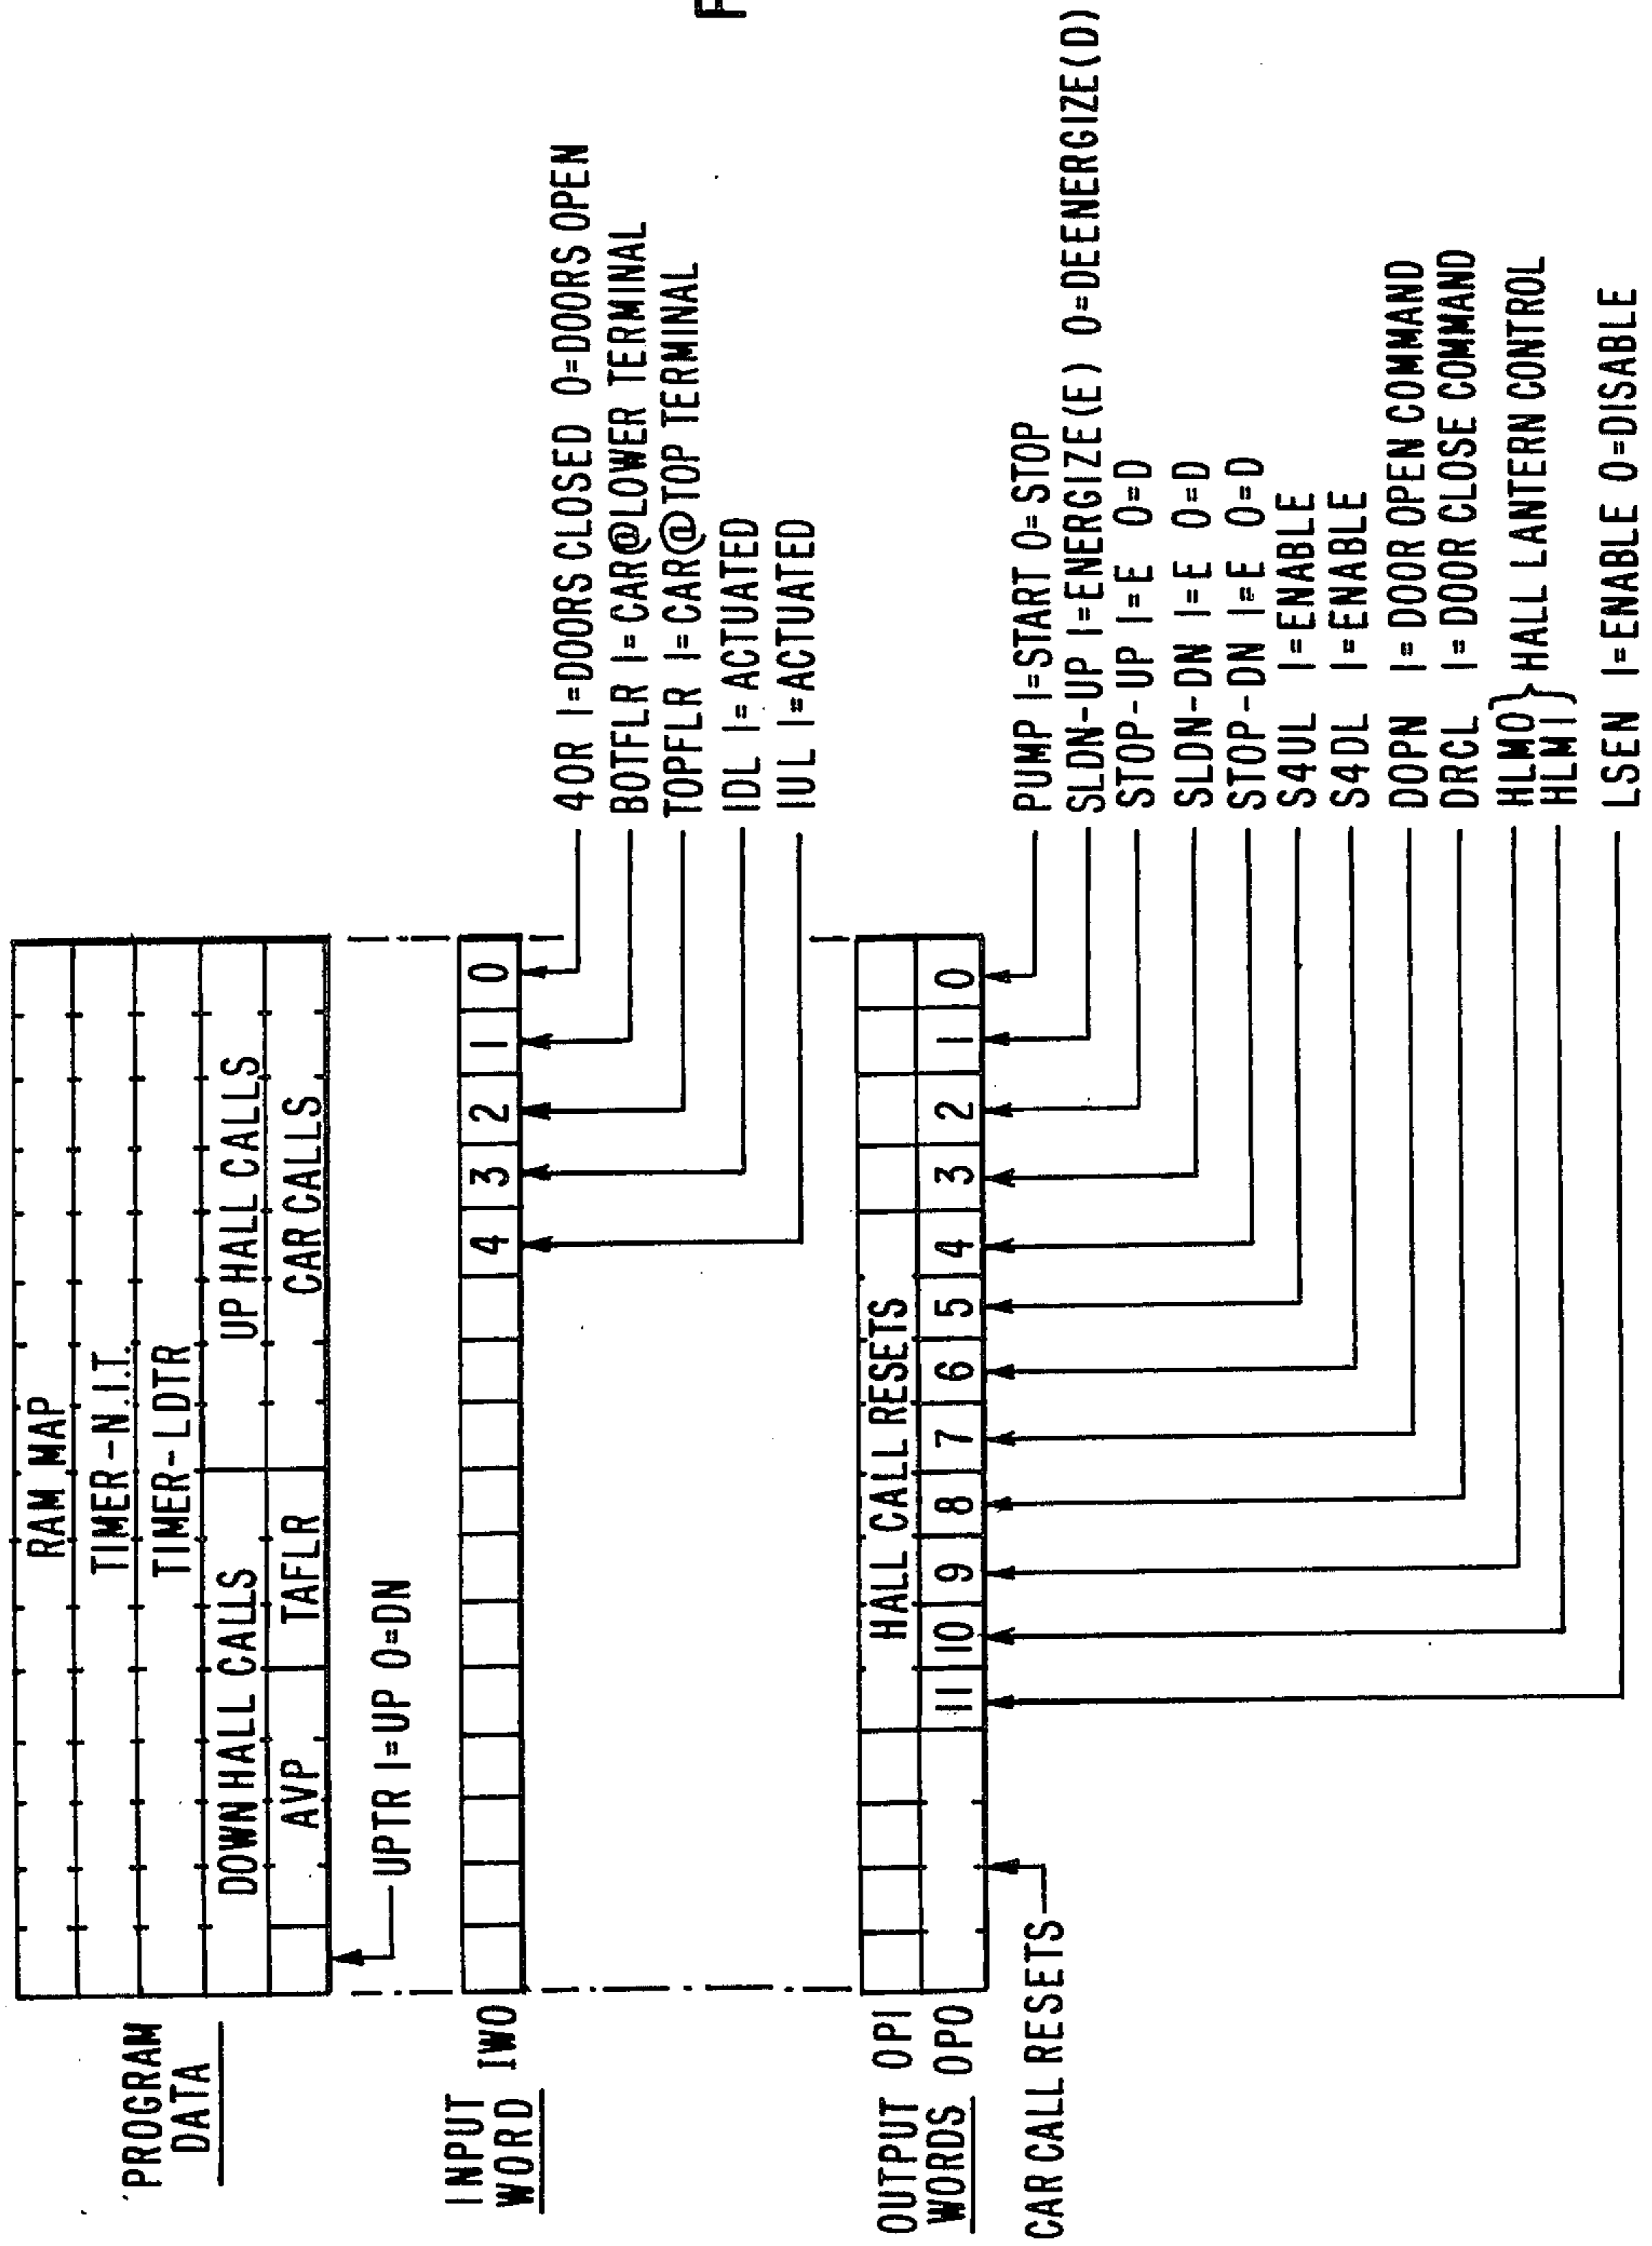 RAM MAP
TIMER-N.I.T.
TIMER-LDTR
DOWN HALL CALLS UP HALL CALLS
AVP TAFLR CAR CALLS
PROGRAM
DATA
UPTR 1=UP 0=DN
INPUT
WORD IW0
4 3 2 1 0
40R 1=DOORS CLOSED 0=DOORS OPEN
BOTFLR 1=CAR@LOWER TERMINAL
TOPFLR 1=CAR@TOP TERMINAL
1DL 1=ACTUATED
1UL 1=ACTUATED
OUTPUT OP1
WORDS OP0
HALL CALL RESETS
11 10 9 8 7 6 5 4 3 2 1 0
CAR CALL RESETS
PUMP 1=START 0=STOP
SLDN-UP 1=ENERGIZE(E) 0=DEENERGIZE(D)
STOP-UP 1=E 0=D
SLDN-DN 1=E 0=D
STOP-DN 1=E 0=D
S4UL 1=ENABLE
S4DL 1=ENABLE
DOPN 1=DOOR OPEN COMMAND
DRCL 1=DOOR CLOSE COMMAND
HLM0
HLM1 } HALL LANTERN CONTROL
LSEN 1=ENABLE 0=DISABLE